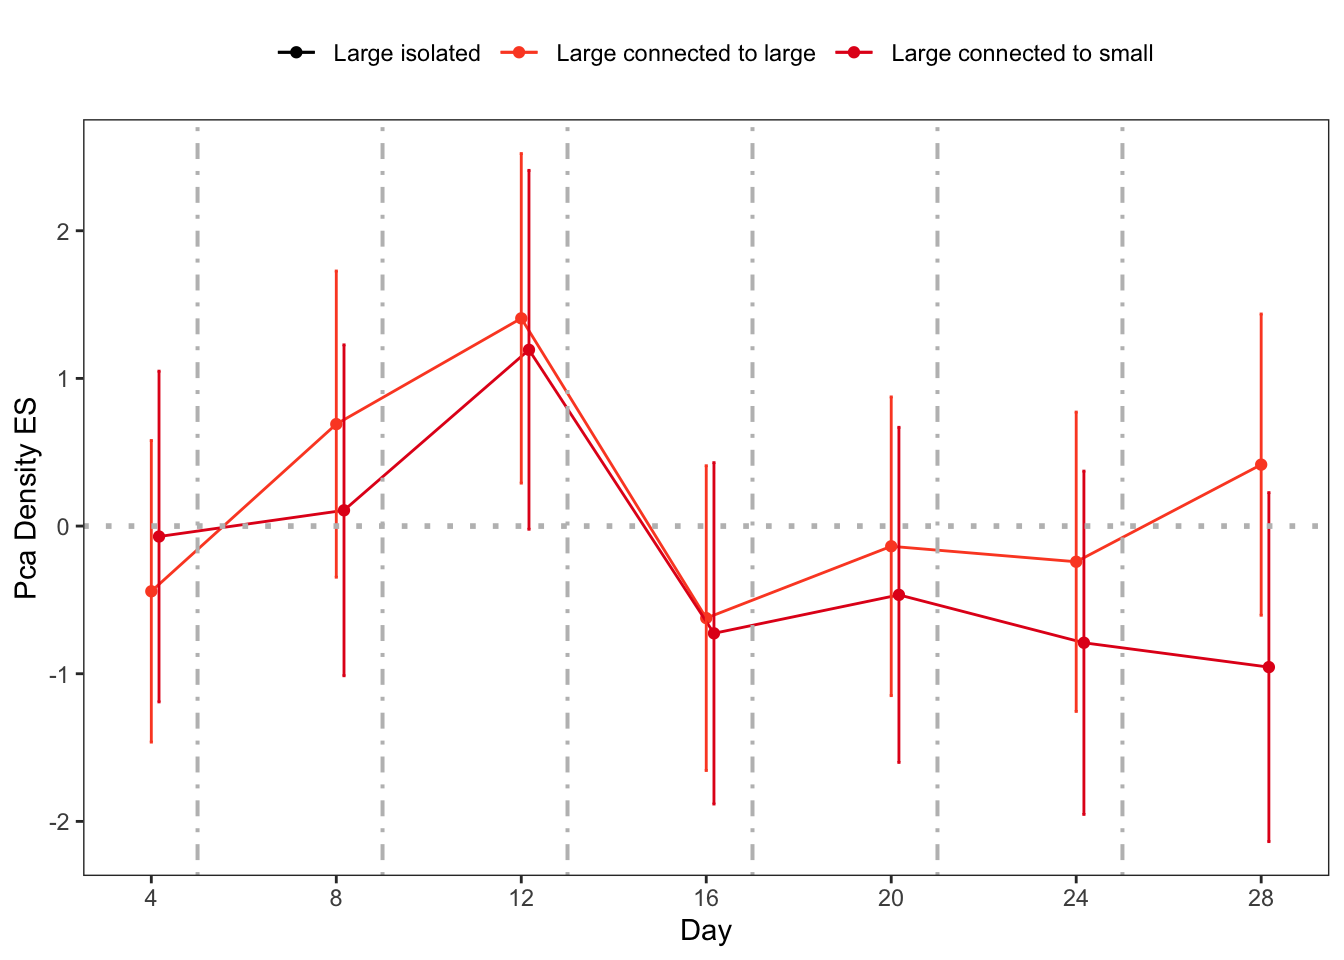 Large isolated Large connected to large Large connected to small
Pca Density ES
2
1
0
-1
-2
4 8 12 16 20 24 28
Day